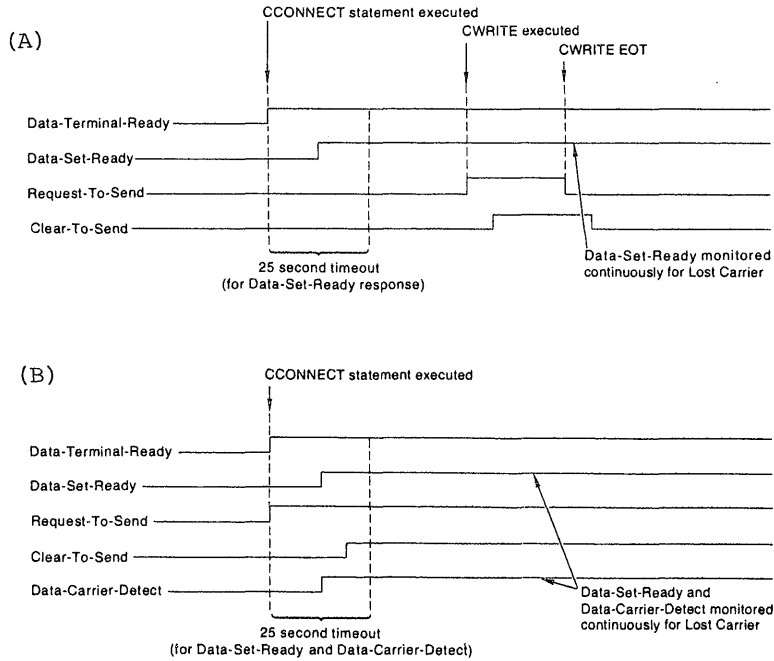 (A)
CCONNECT statement executed
CWRITE executed
CWRITE EOT
Data-Terminal-Ready
Data-Set-Ready
Request-To-Send
Clear-To-Send
25 second timeout
(for Data-Set-Ready response)
Data-Set-Ready monitored
continuously for Lost Carrier
(B)
CCONNECT statement executed
Data-Terminal-Ready
Data-Set-Ready
Request-To-Send
Clear-To-Send
Data-Carrier-Detect
25 second timeout
(for Data-Set-Ready and Data-Carrier-Detect)
Data-Set-Ready and
Data-Carrier-Detect monitored
continuously for Lost Carrier